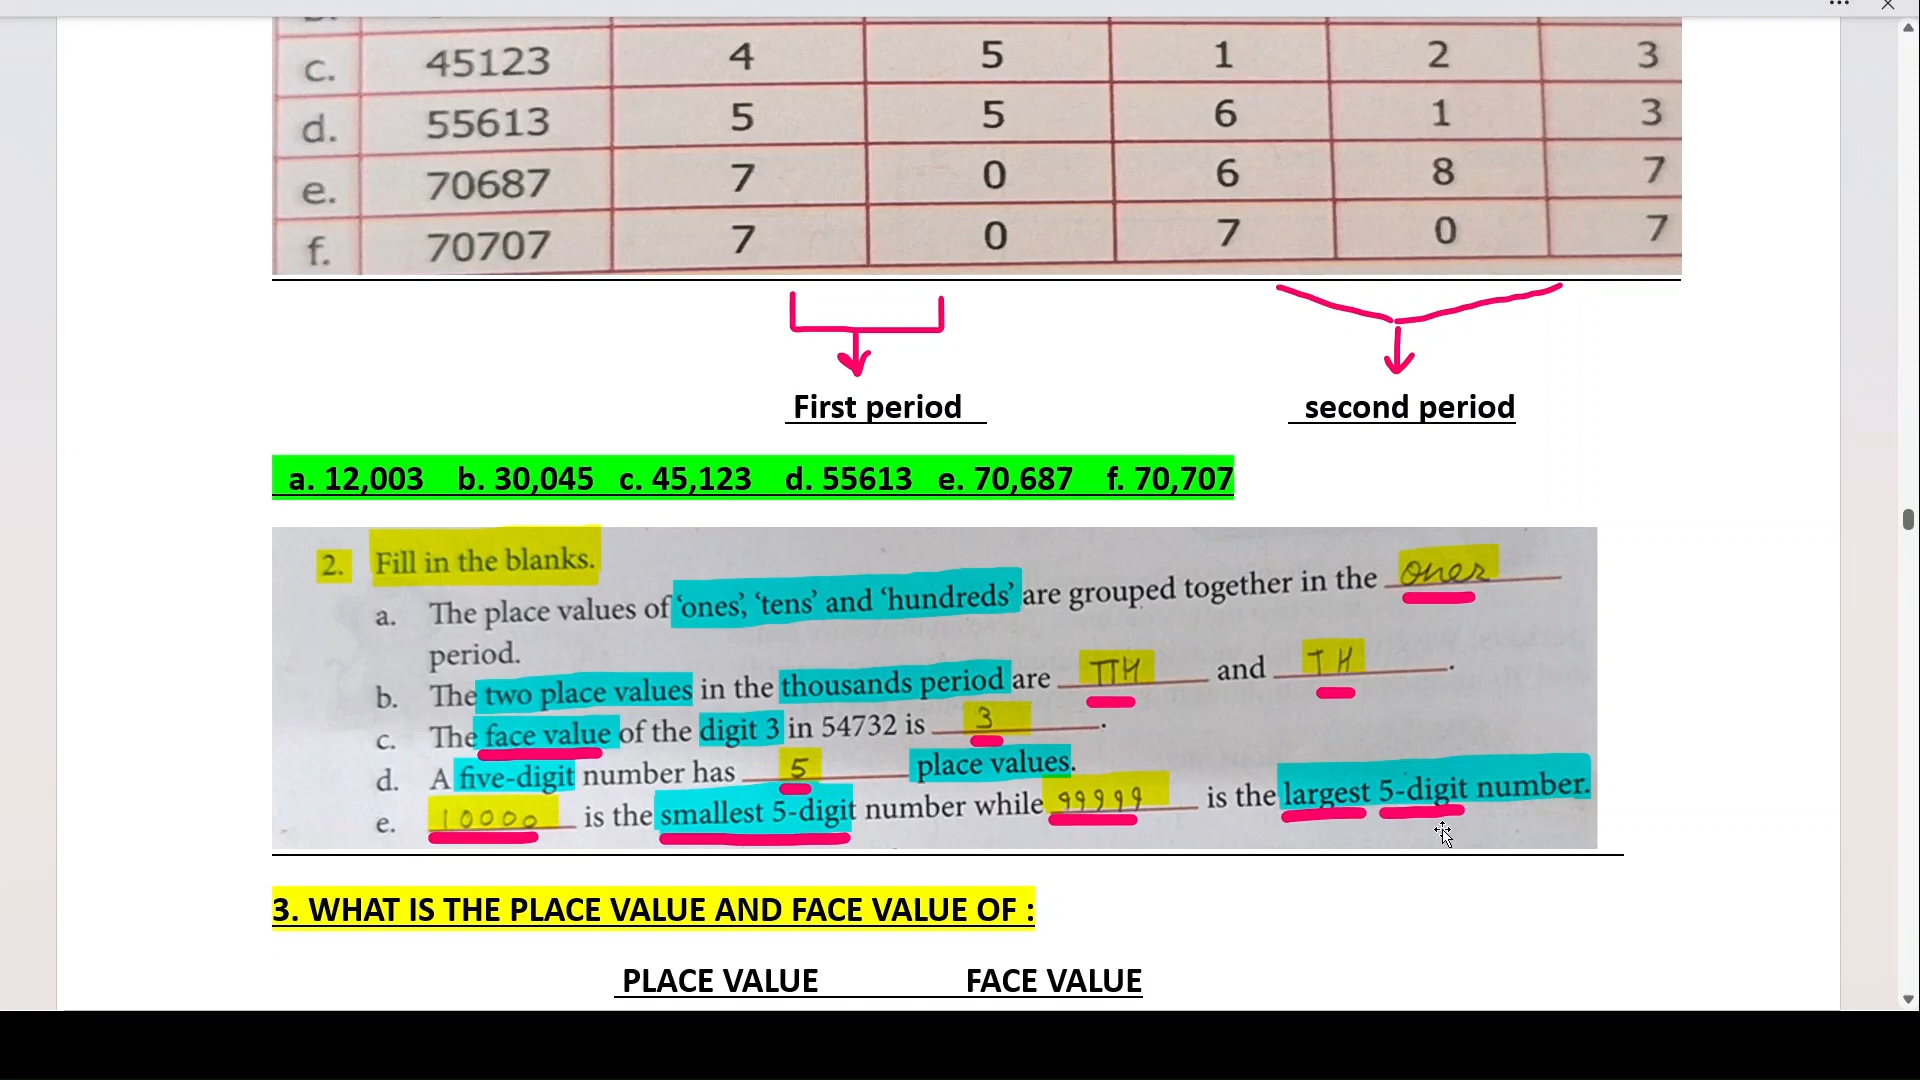 c. 45123 4 5 1 2 3
d. 55613 5 5 6 1 3
e. 70687 7 0 6 8 7
f. 70707 7 0 7 0 7
First period second period
a. 12,003 b. 30,045 c. 45,123 d. 55613 e. 70,687 f. 70,707
2. Fill in the blanks.
a. The place values of 'ones', 'tens' and 'hundreds' are grouped together in the ones
period.
b. The two place values in the thousands period are TTH and TH.
c. The face value of the digit 3 in 54732 is 3.
d. A five-digit number has 5 place values.
e. 10000 is the smallest 5-digit number while 99999 is the largest 5-digit number.
3. WHAT IS THE PLACE VALUE AND FACE VALUE OF :
PLACE VALUE FACE VALUE